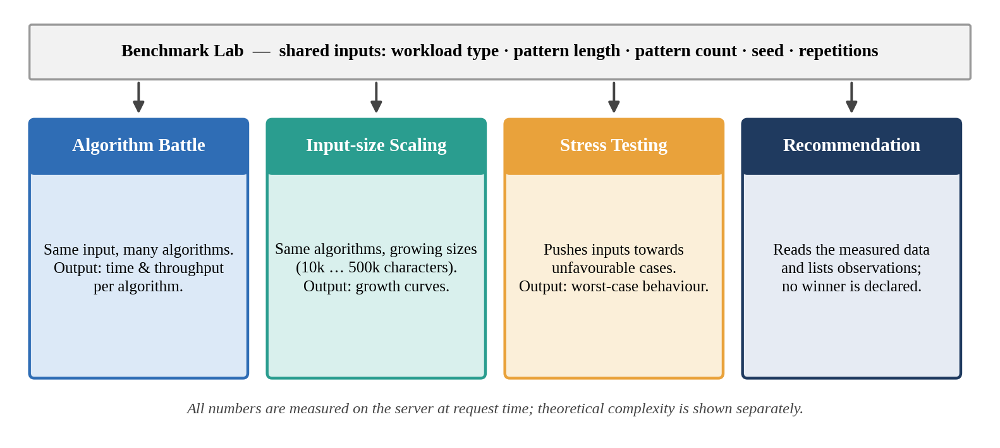 Benchmark Lab — shared inputs: workload type · pattern length · pattern count · seed · repetitions
Algorithm Battle
Same input, many algorithms.
Output: time & throughput
per algorithm.
Input-size Scaling
Same algorithms, growing sizes
(10k … 500k characters).
Output: growth curves.
Stress Testing
Pushes inputs towards
unfavourable cases.
Output: worst-case behaviour.
Recommendation
Reads the measured data
and lists observations;
no winner is declared.
All numbers are measured on the server at request time; theoretical complexity is shown separately.